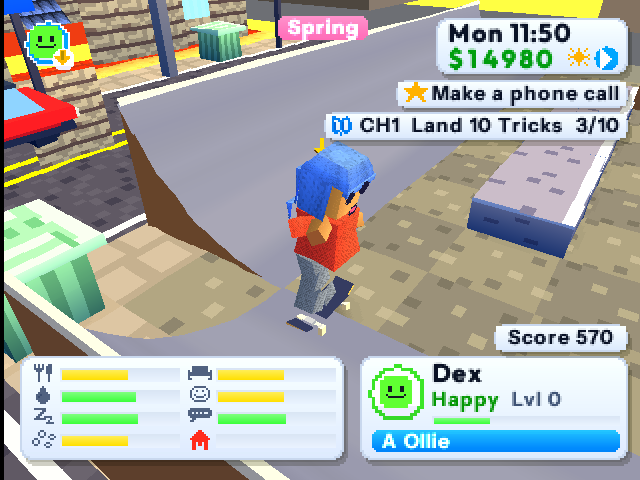 Spring
Mon 11:50
$14980
Make a phone call
CH1 Land 10 Tricks 3/10
Score 570
Zz
Dex
Happy Lvl 0
A Ollie